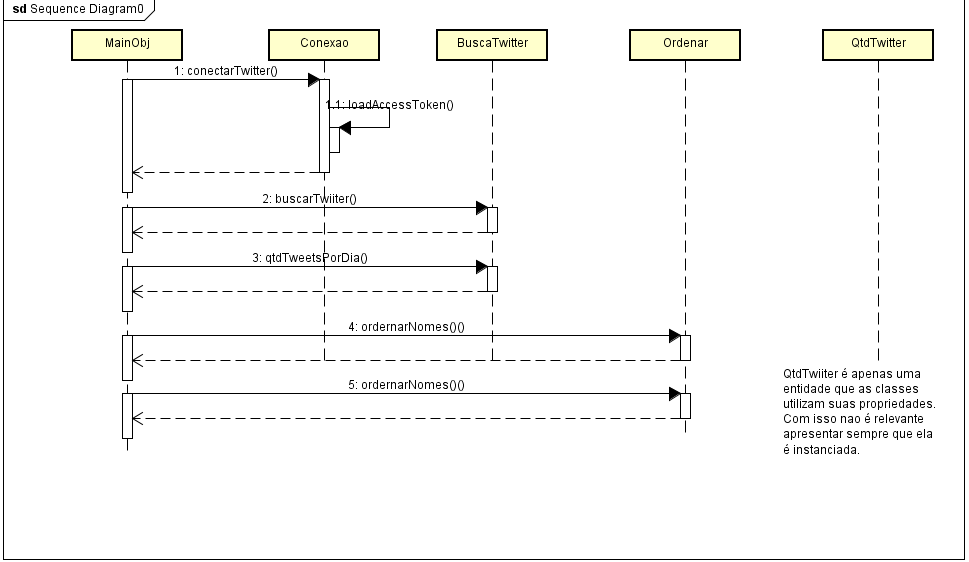 sd Sequence Diagram0
MainObj
Conexao
BuscaTwitter
Ordenar
QtdTwitter
1: conectarTwitter()
1.1: loadAccessToken()
2: buscarTwiiter()
3: qtdTweetsPorDia()
4: ordernarNomes()()
5: ordernarNomes()()
QtdTwiiter é apenas uma
entidade que as classes
utilizam suas propriedades.
Com isso nao é relevante
apresentar sempre que ela
é instanciada.